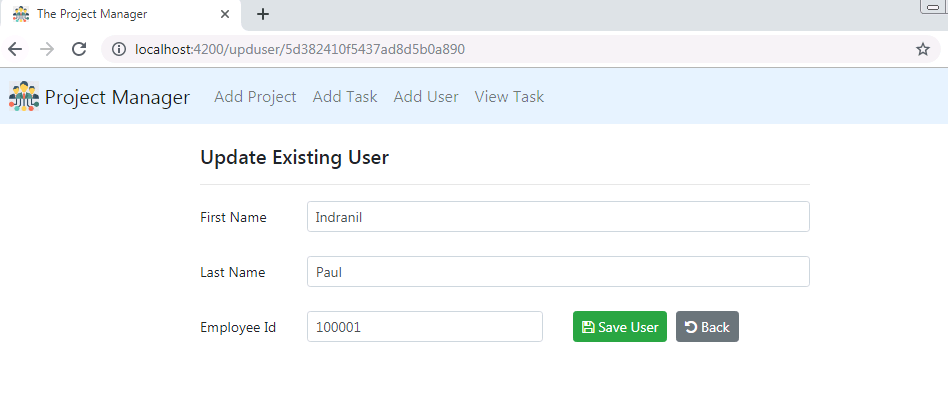 The Project Manager
localhost:4200/upduser/5d382410f5437ad8d5b0a890
Project Manager Add Project Add Task Add User View Task
Update Existing User
First Name Indranil
Last Name Paul
Employee Id 100001 Save User Back